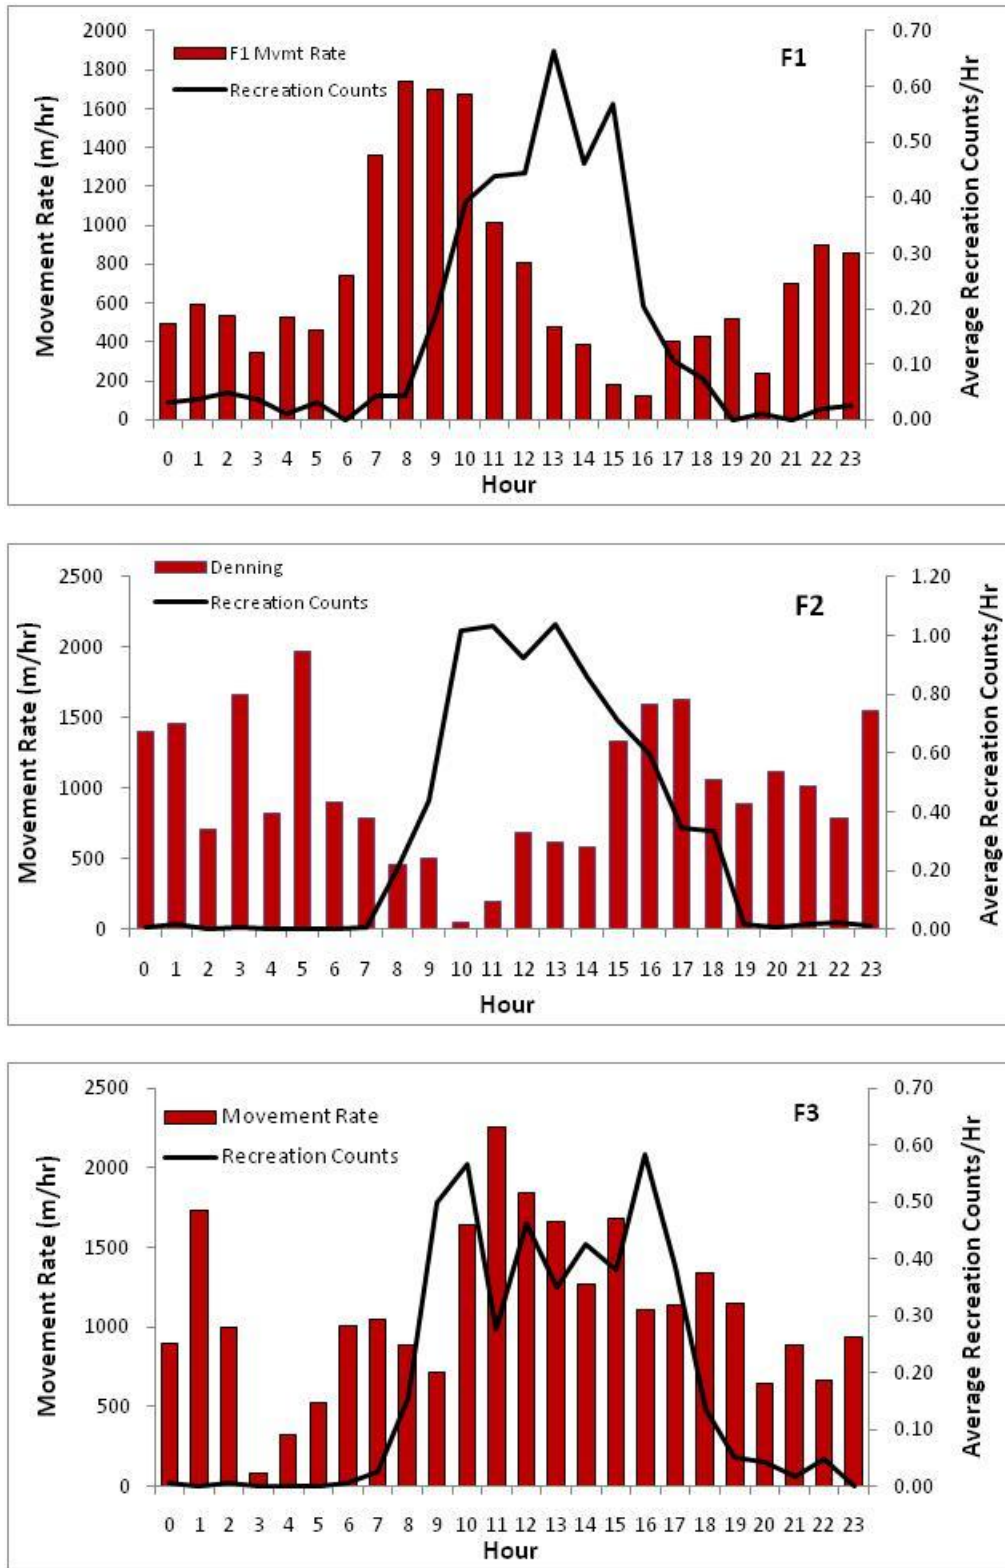 F1
F1 Mvmt Rate
Recreation Counts
Movement Rate (m/hr)
2000
1800
1600
1400
1200
1000
800
600
400
200
0
0.70
0.60
0.50
0.40
0.30
0.20
0.10
0.00
Average Recreation Counts/Hr
0 1 2 3 4 5 6 7 8 9 10 11 12 13 14 15 16 17 18 19 20 21 22 23
Hour
F2
Denning
Recreation Counts
Movement Rate (m/hr)
2500
2000
1500
1000
500
0
1.20
1.00
0.80
0.60
0.40
0.20
0.00
Average Recreation Counts/Hr
0 1 2 3 4 5 6 7 8 9 10 11 12 13 14 15 16 17 18 19 20 21 22 23
Hour
F3
Movement Rate
Recreation Counts
Movement Rate (m/hr)
2500
2000
1500
1000
500
0
0.70
0.60
0.50
0.40
0.30
0.20
0.10
0.00
Average Recreation Counts/Hr
0 1 2 3 4 5 6 7 8 9 10 11 12 13 14 15 16 17 18 19 20 21 22 23
Hour